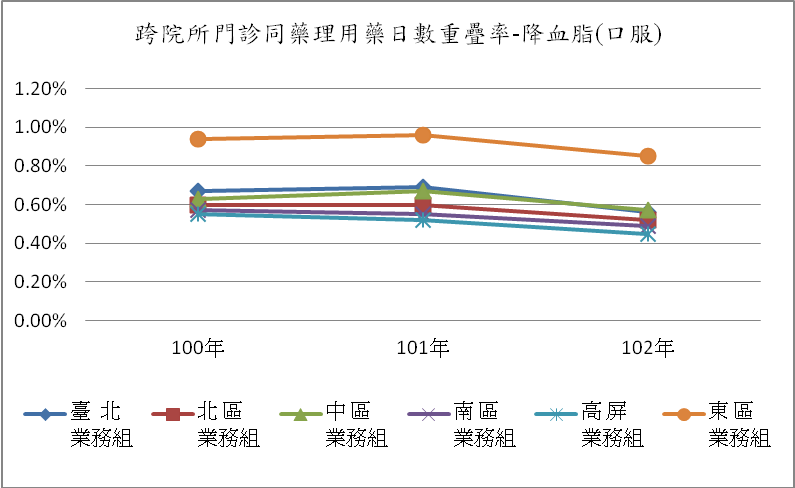 跨院所門診同藥理用藥日數重疊率-降血脂(口服)
1.20%
1.00%
0.80%
0.60%
0.40%
0.20%
0.00%
100年 101年 102年
臺北 北區 中區 南區 高屏 東區
業務組 業務組 業務組 業務組 業務組 業務組